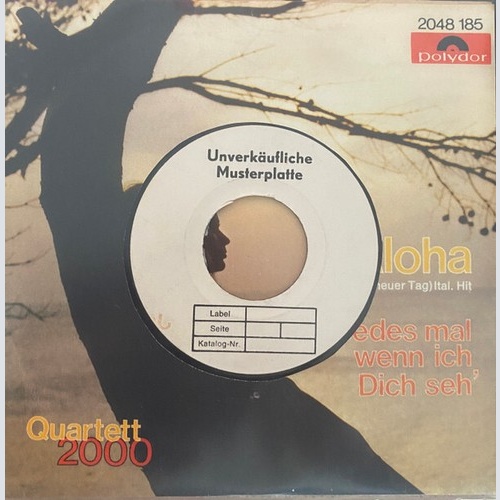 2048 185
polydor
Unverkäufliche
Musterplatte
loha
neuer Tag) Ital. Hit
Label
Seite
Katalog-Nr.
edes mal
wenn ich
Dich seh'
Quartett
2000